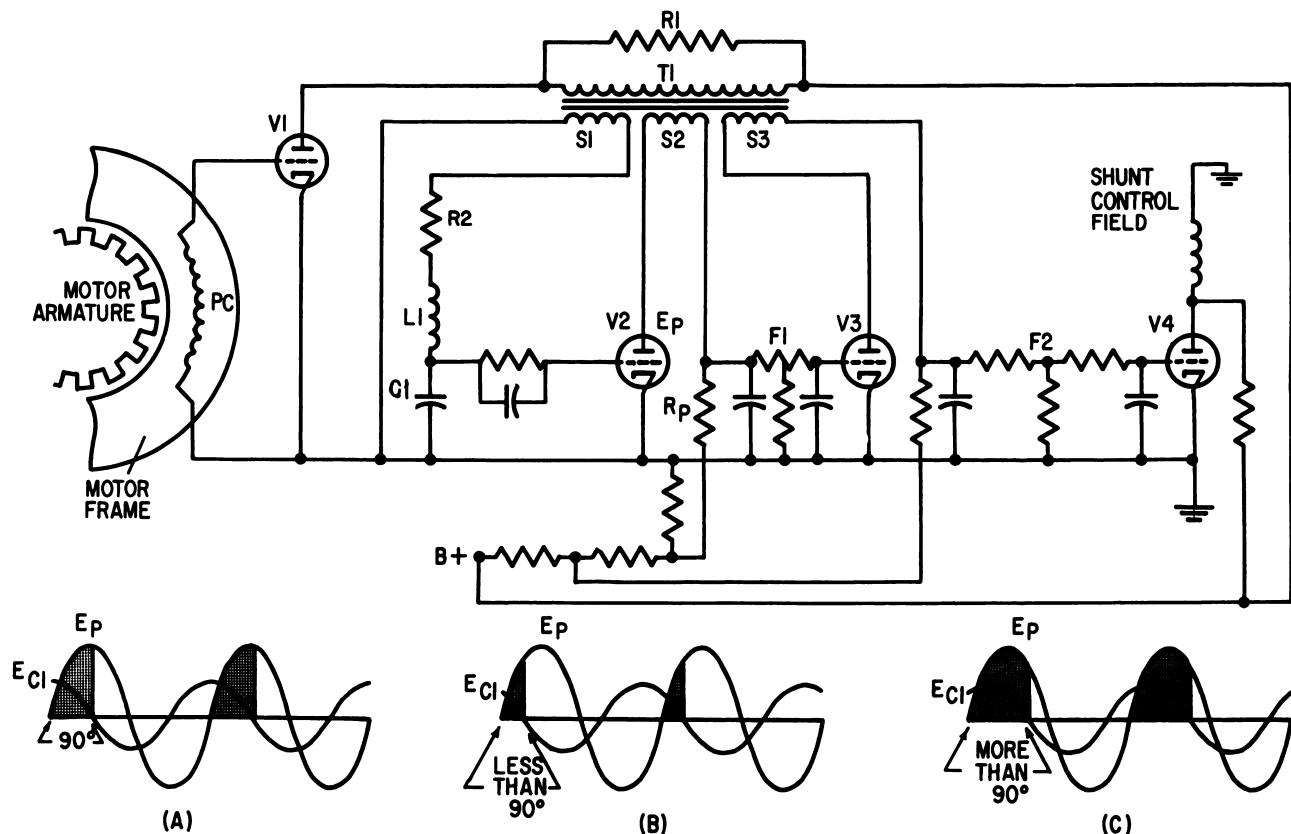 R1
T1
V1
S1
S2
S3
SHUNT
CONTROL
FIELD
R2
MOTOR
ARMATURE
PC
L1
V2
EP
F1
V3
F2
V4
C1
RP
MOTOR
FRAME
B+
EP
EC1
90°
(A)
EP
EC1
LESS
THAN
90°
(B)
EP
EC1
MORE
THAN
90°
(C)